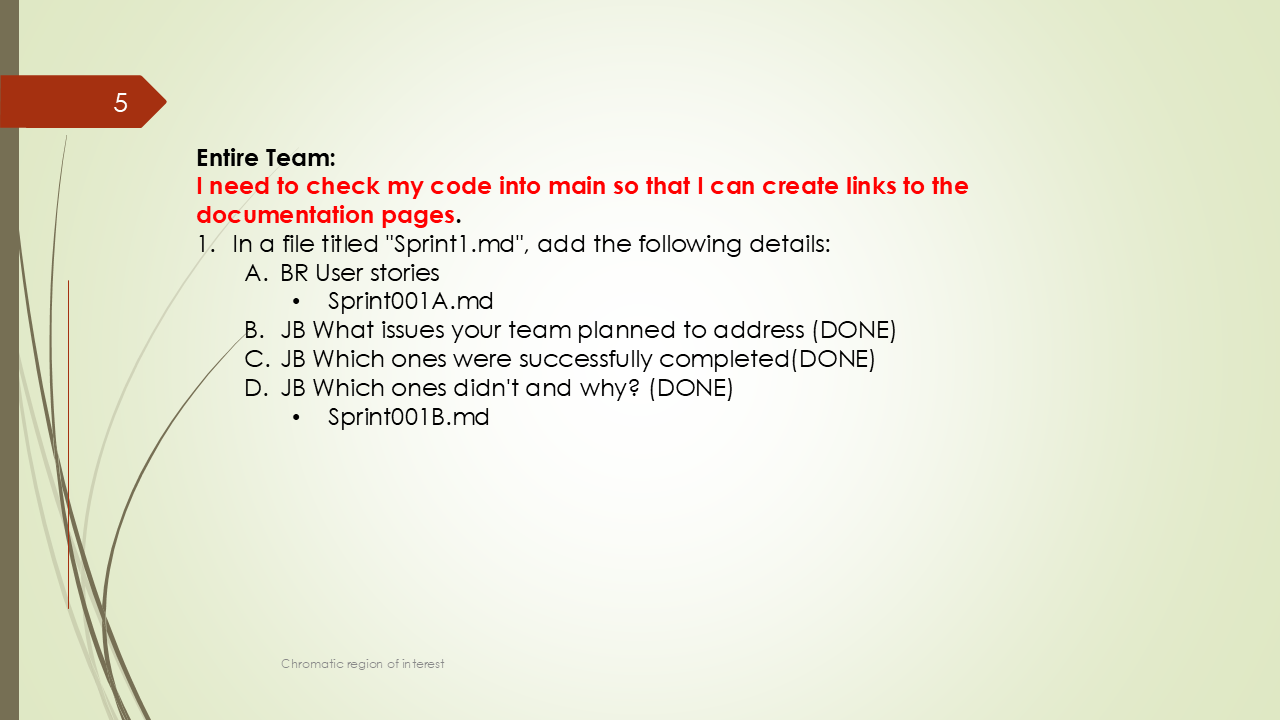 5
Entire Team:
I need to check my code into main so that I can create links to the
documentation pages.
1. In a file titled "Sprint1.md", add the following details:
A. BR User stories
• Sprint001A.md
B. JB What issues your team planned to address (DONE)
C. JB Which ones were successfully completed(DONE)
D. JB Which ones didn't and why? (DONE)
• Sprint001B.md
Chromatic region of interest